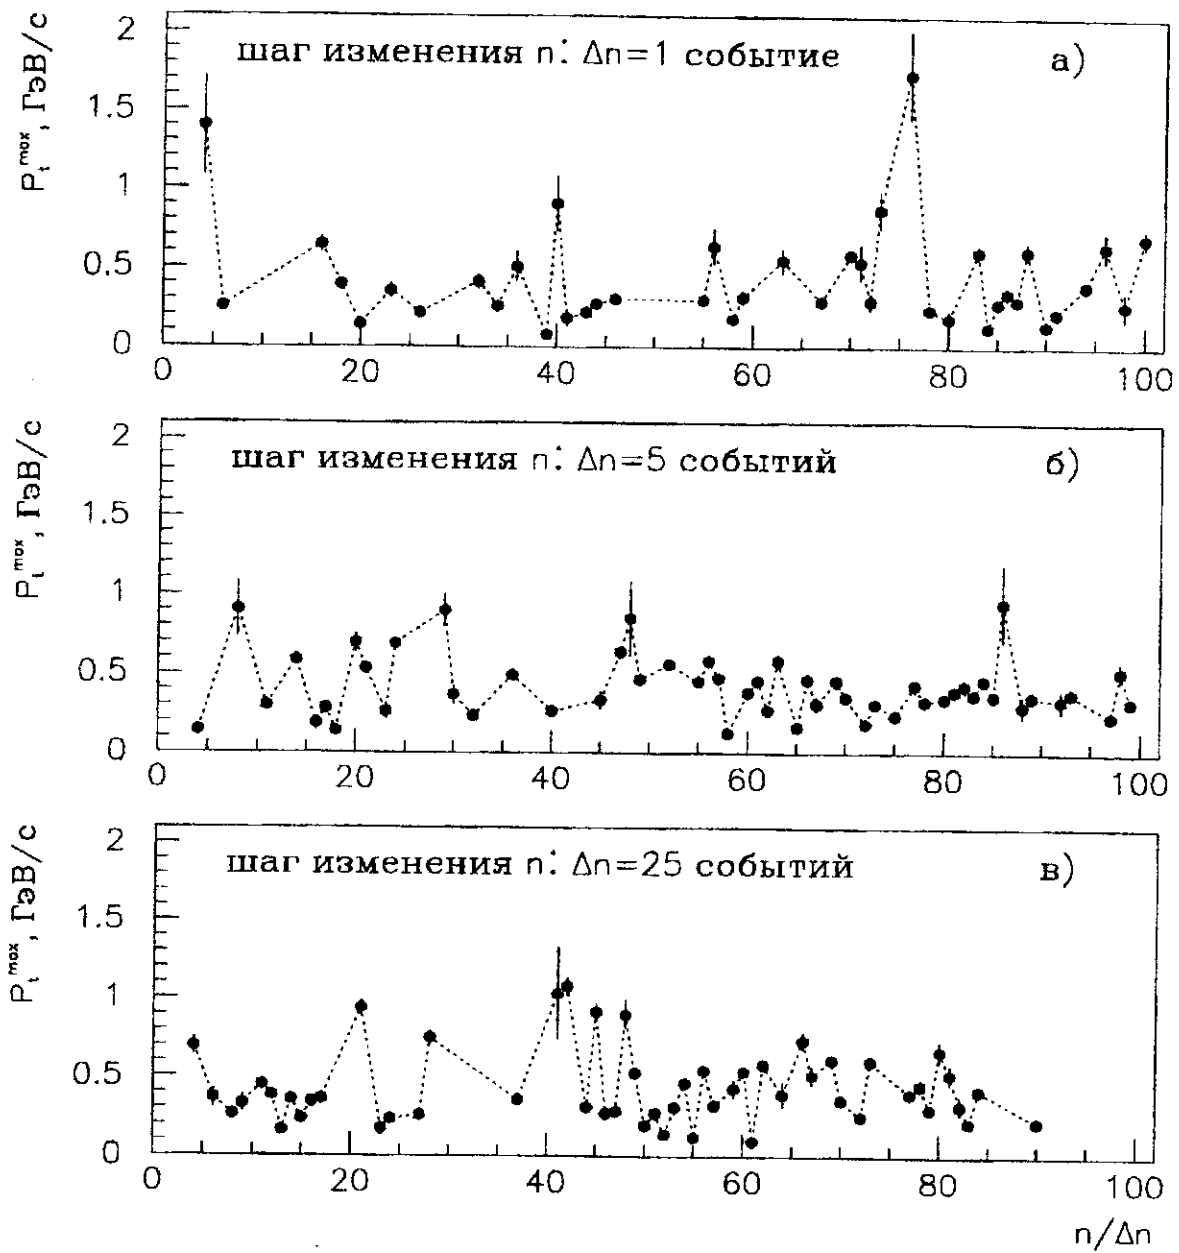 P_t^max, ГэВ/с
2
1.5
1
0.5
0
шаг изменения n: Δn=1 событие
а)
0 20 40 60 80 100
P_t^max, ГэВ/с
2
1.5
1
0.5
0
шаг изменения n: Δn=5 событий
б)
0 20 40 60 80 100
P_t^max, ГэВ/с
2
1.5
1
0.5
0
шаг изменения n: Δn=25 событий
в)
0 20 40 60 80 100
n/Δn